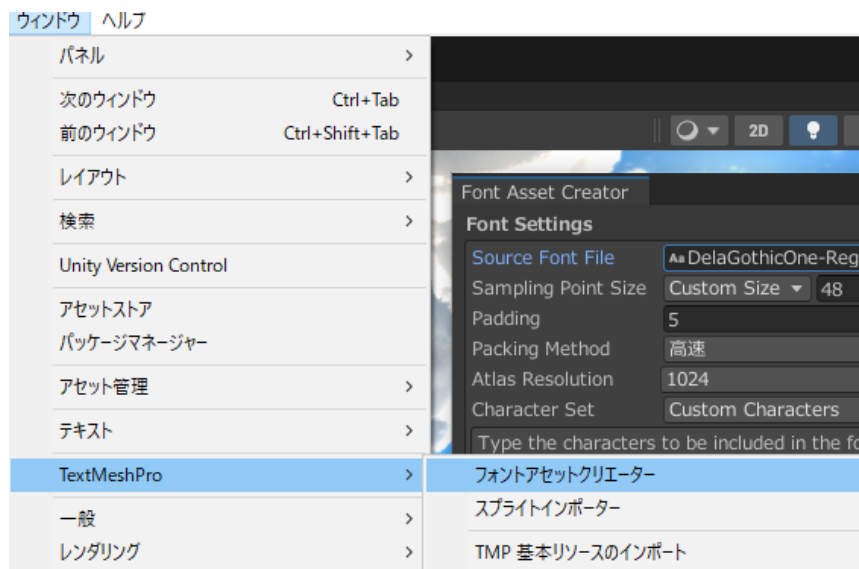 ウィンドウ ヘルプ
パネル
次のウィンドウ Ctrl+Tab
前のウィンドウ Ctrl+Shift+Tab
レイアウト
検索
Unity Version Control
アセットストア
パッケージマネージャー
アセット管理
テキスト
TextMeshPro
一般
レンダリング
2D
Font Asset Creator
Font Settings
Source Font File Aa DelaGothicOne-Reg
Sampling Point Size Custom Size 48
Padding 5
Packing Method 高速
Atlas Resolution 1024
Character Set Custom Characters
Type the characters to be included in the fo
フォントアセットクリエーター
スプライトインポーター
TMP 基本リソースのインポート